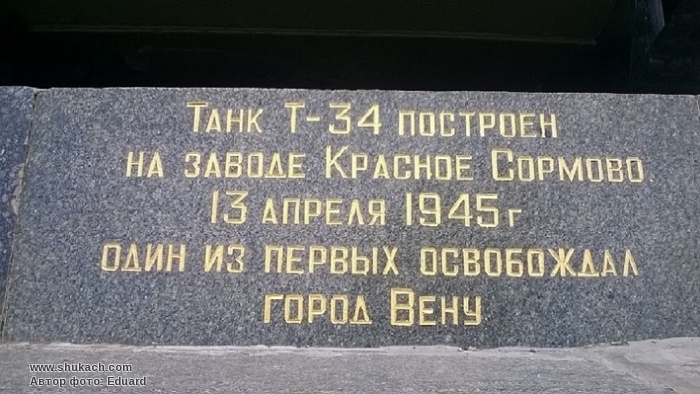 Танк Т-34 построен
на заводе Красное Сормово
13 апреля 1945 г
один из первых освобождал
город Вену
www.shukach.com
Автор фото: Eduard